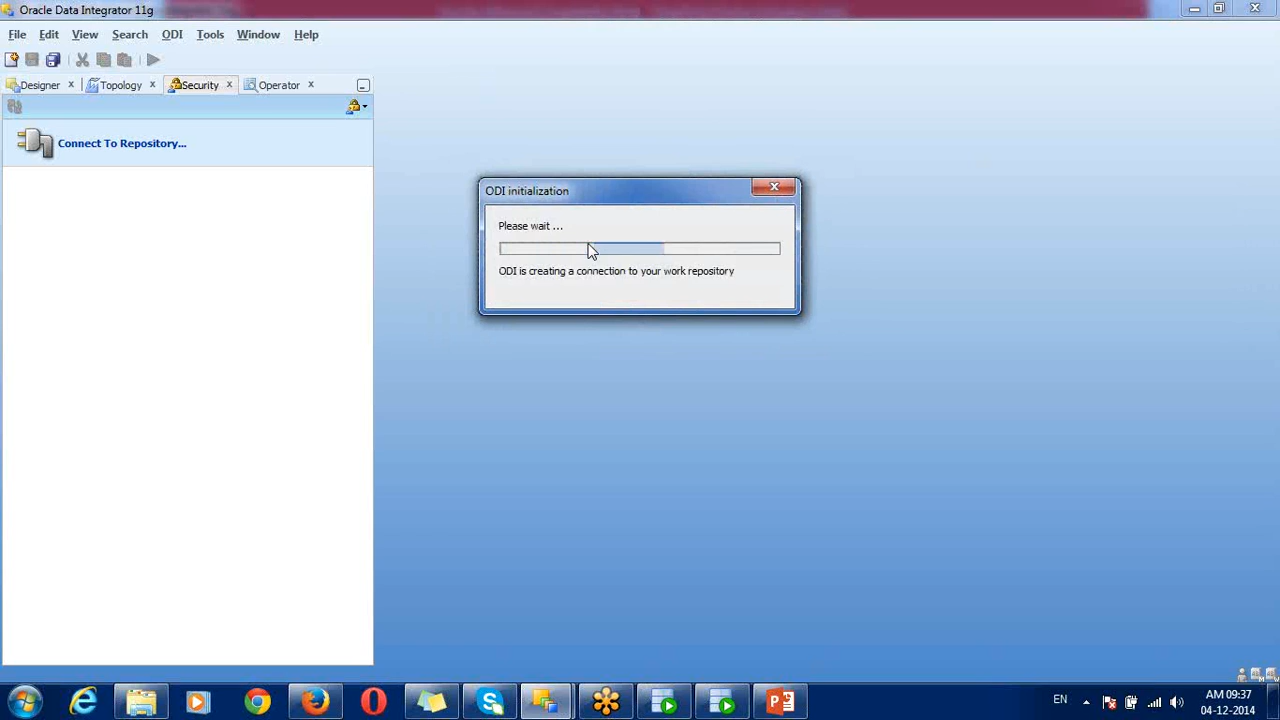 Oracle Data Integrator 11g
File Edit View Search ODI Tools Window Help
Designer Topology Security Operator
Connect To Repository...
ODI initialization
Please wait ...
ODI is creating a connection to your work repository
EN
AM 09:37
04-12-2014